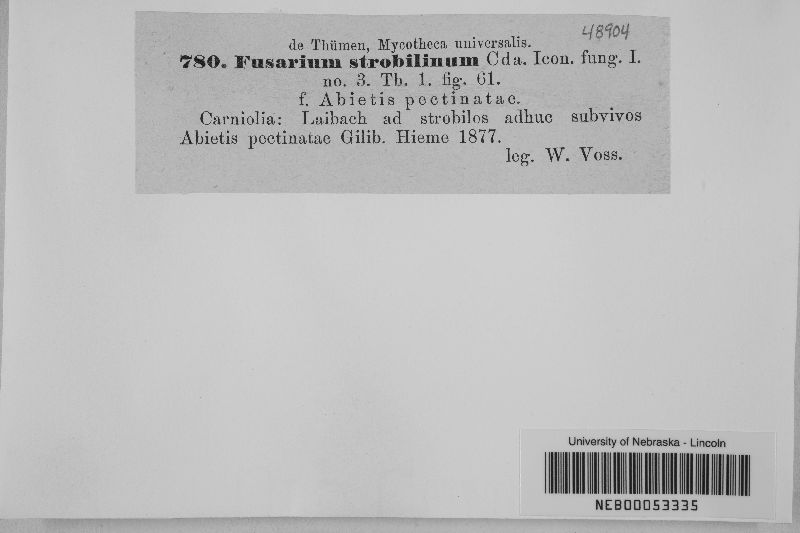 48904
de Thümen, Mycotheca universalis.
780. Fusarium strobilinum Cda. Icon. fung. I.
no. 3. Tb. 1. fig. 61.
f. Abietis pectinatae.
Carniolia: Laibach ad strobilos adhuc subvivos
Abietis pectinatae Gilib. Hieme 1877.
leg. W. Voss.
University of Nebraska - Lincoln
NEB00053335